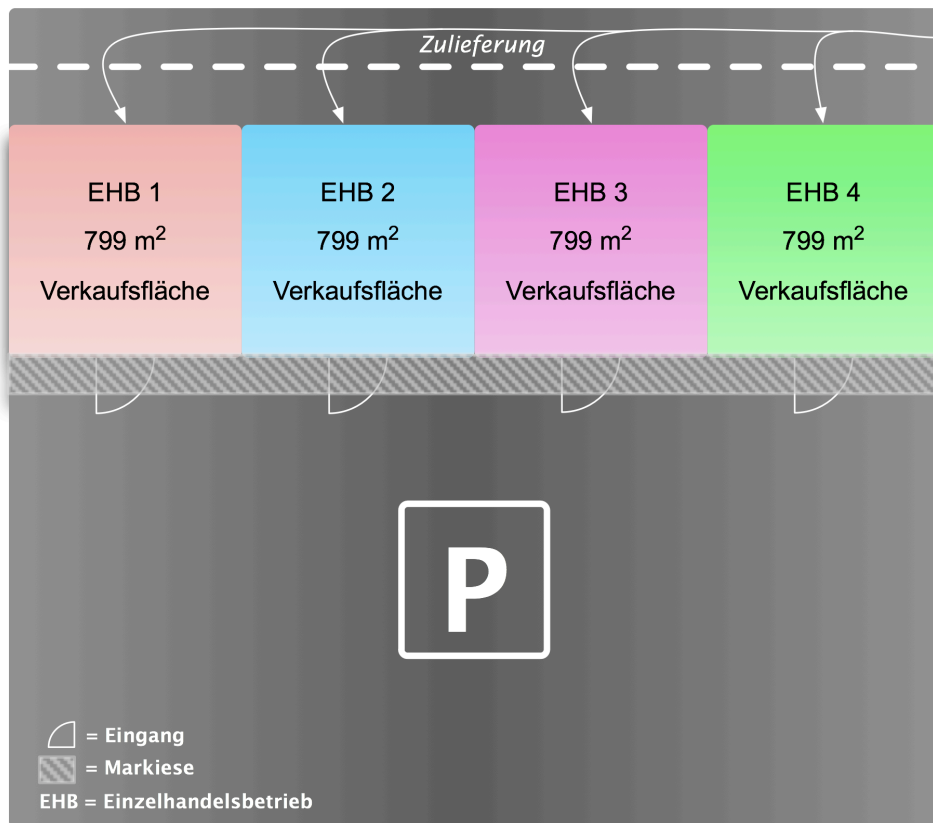 Zulieferung
EHB 1
799 m²
Verkaufsfläche
EHB 2
799 m²
Verkaufsfläche
EHB 3
799 m²
Verkaufsfläche
EHB 4
799 m²
Verkaufsfläche
P
= Eingang
= Markiese
EHB = Einzelhandelsbetrieb